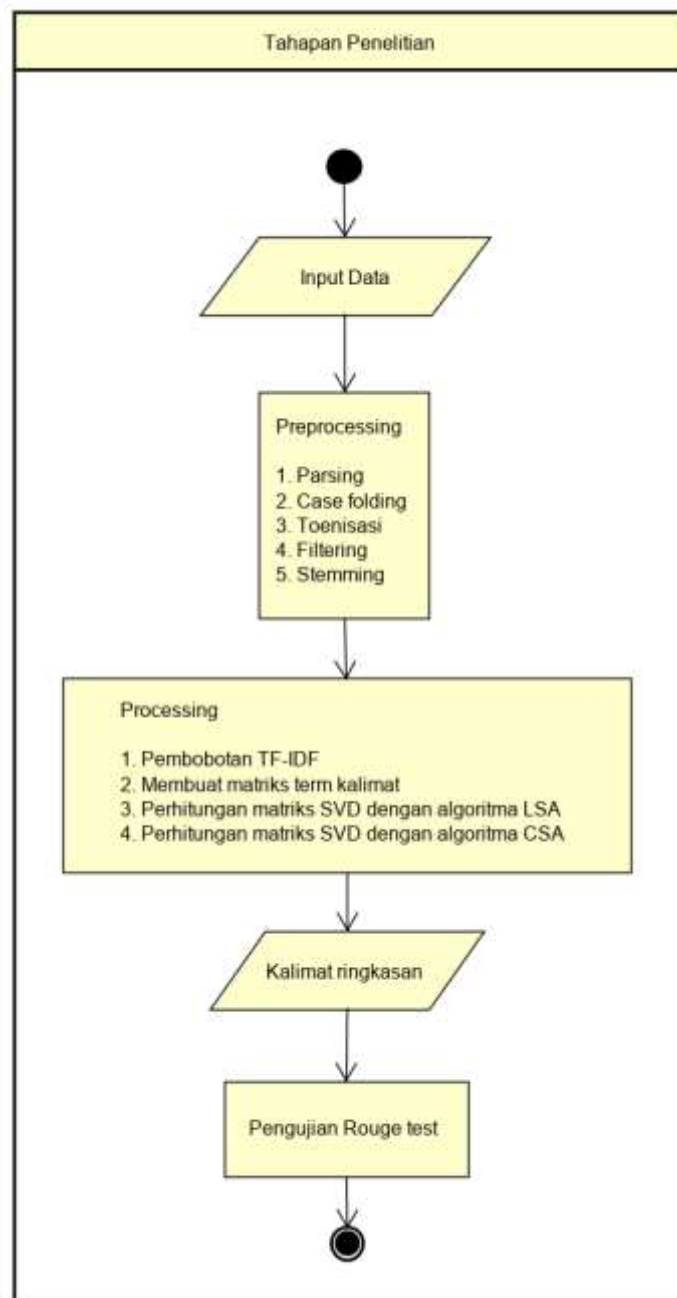 Tahapan Penelitian
Input Data
Preprocessing
1. Parsing
2. Case folding
3. Toenisasi
4. Filtering
5. Stemming
Processing
1. Pembobotan TF-IDF
2. Membuat matriks term kalimat
3. Perhitungan matriks SVD dengan algoritma LSA
4. Perhitungan matriks SVD dengan algoritma CSA
Kalimat ringkasan
Pengujian Rouge test